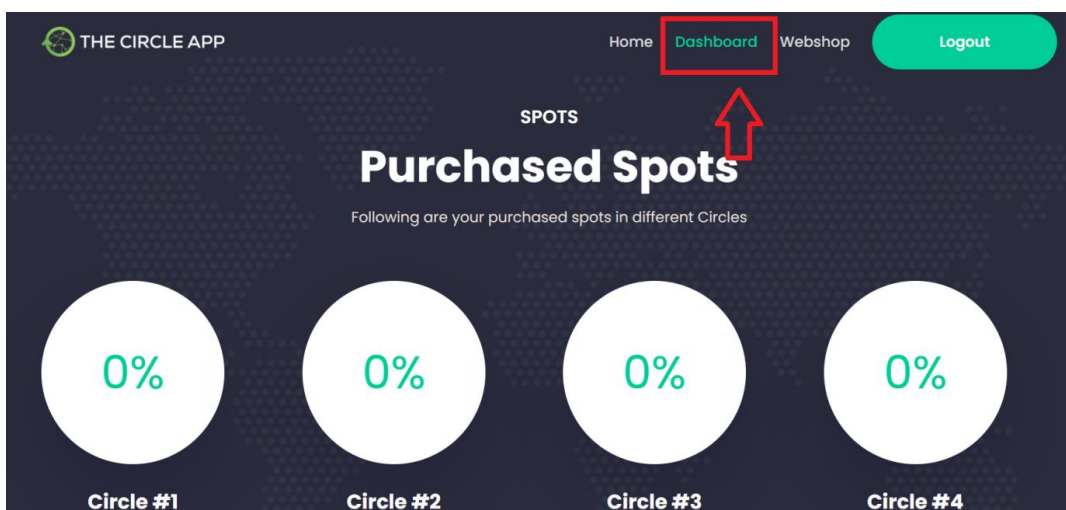 THE CIRCLE APP Home Dashboard Webshop Logout
SPOTS
Purchased Spots
Following are your purchased spots in different Circles
0% 0% 0% 0%
Circle #1 Circle #2 Circle #3 Circle #4